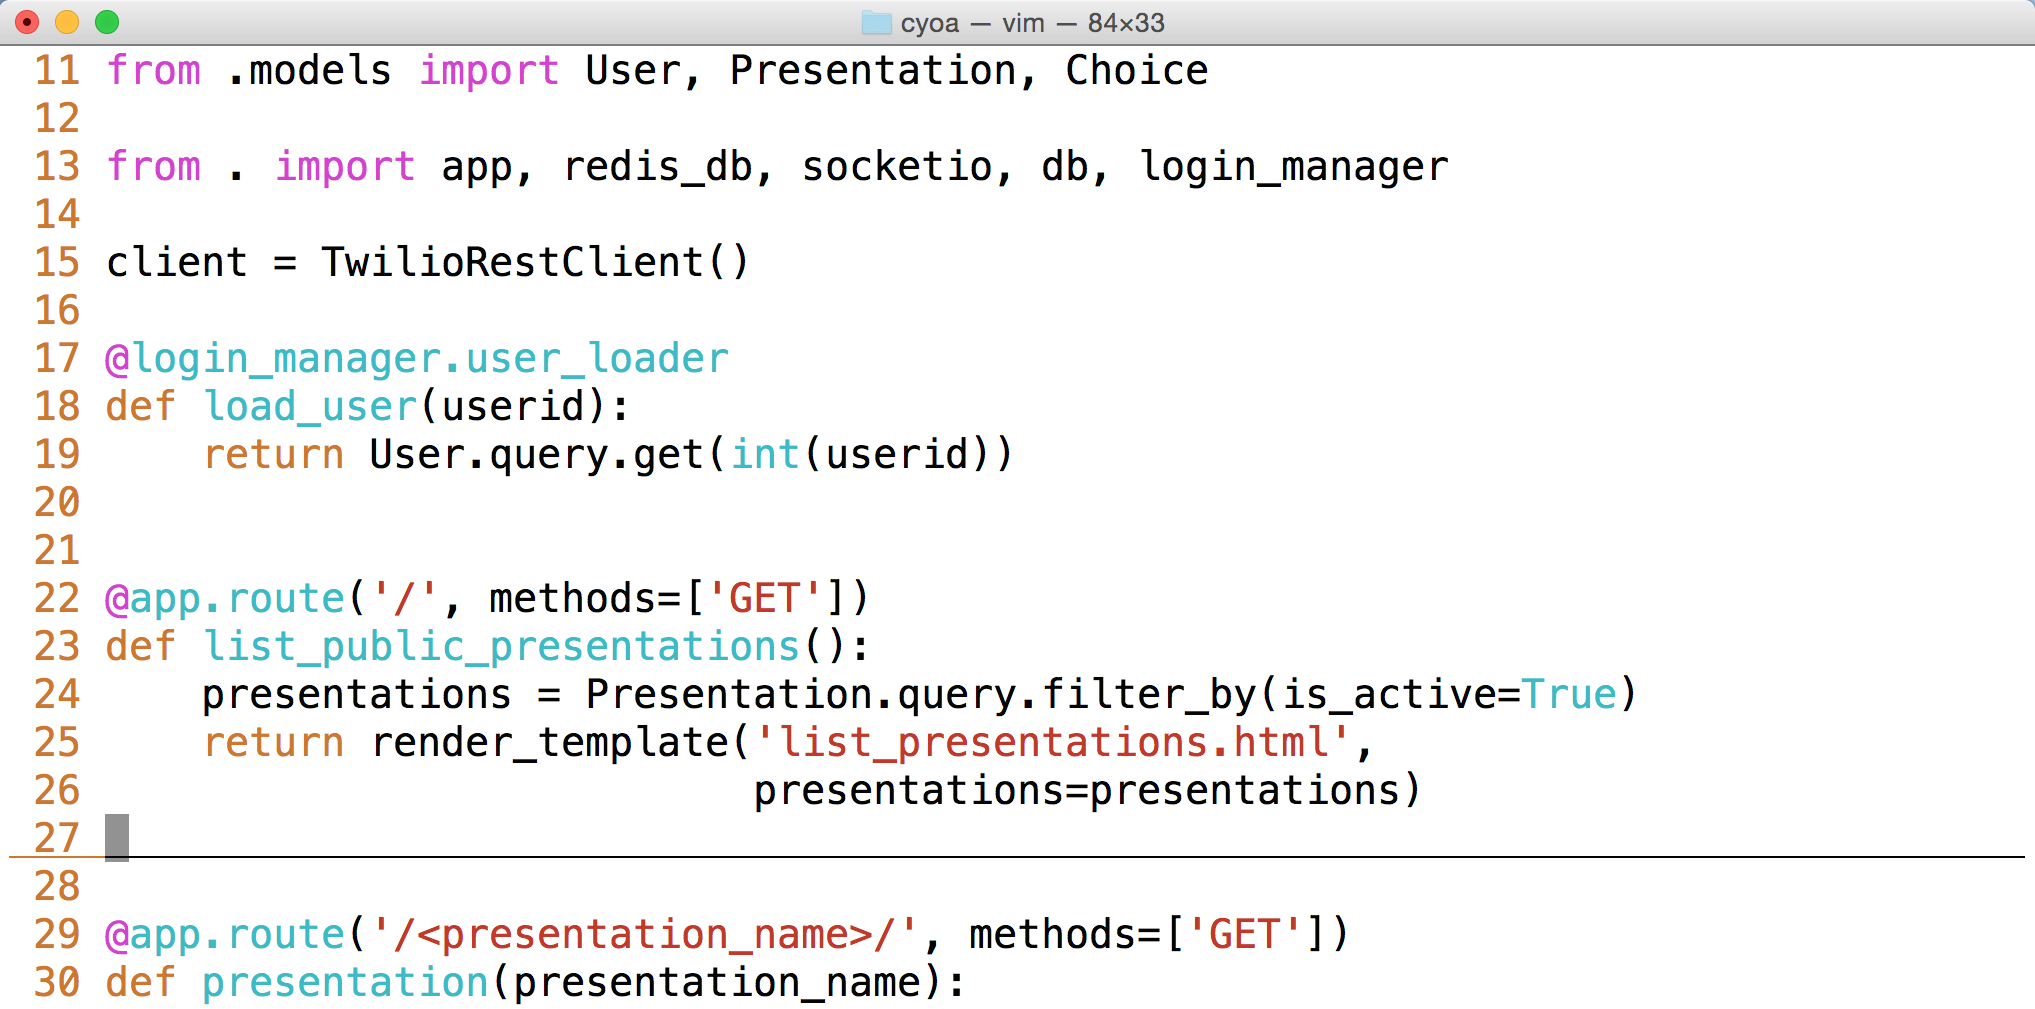 cyoa — vim — 84×33
11 from .models import User, Presentation, Choice
12
13 from . import app, redis_db, socketio, db, login_manager
14
15 client = TwilioRestClient()
16
17 @login_manager.user_loader
18 def load_user(userid):
19     return User.query.get(int(userid))
20
21
22 @app.route('/', methods=['GET'])
23 def list_public_presentations():
24     presentations = Presentation.query.filter_by(is_active=True)
25     return render_template('list_presentations.html',
26                            presentations=presentations)
27
28
29 @app.route('/<presentation_name>/', methods=['GET'])
30 def presentation(presentation_name):